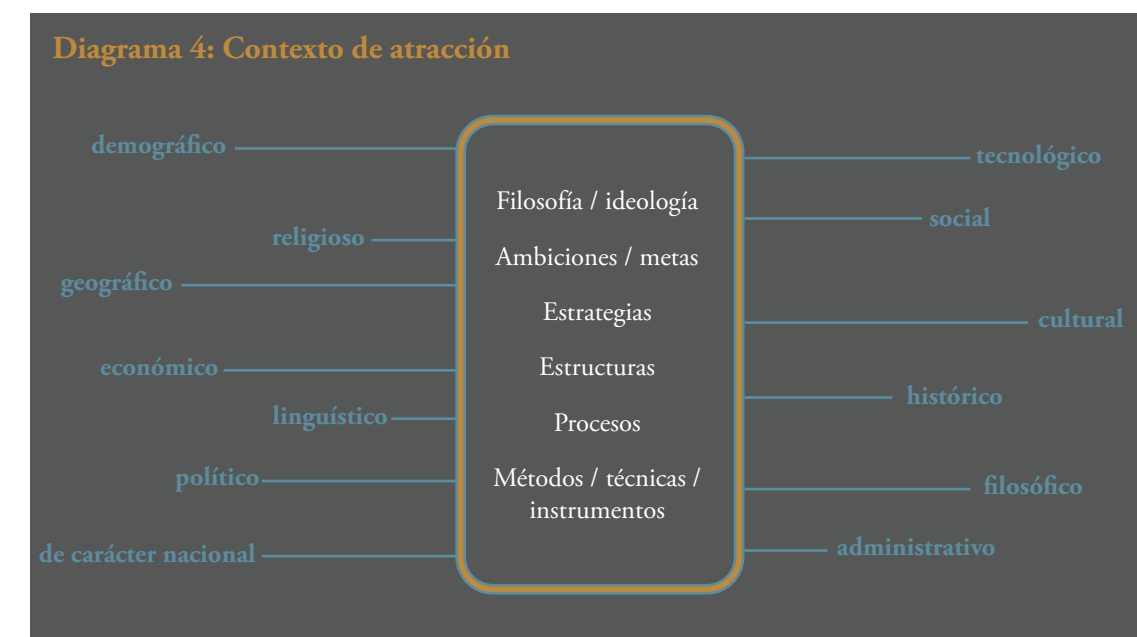 Diagrama 4: Contexto de atracción
demográfico
religioso
geográfico
económico
linguístico
político
de carácter nacional
Filosofía / ideología
Ambiciones / metas
Estrategias
Estructuras
Procesos
Métodos / técnicas /
instrumentos
tecnológico
social
cultural
histórico
filosófico
administrativo